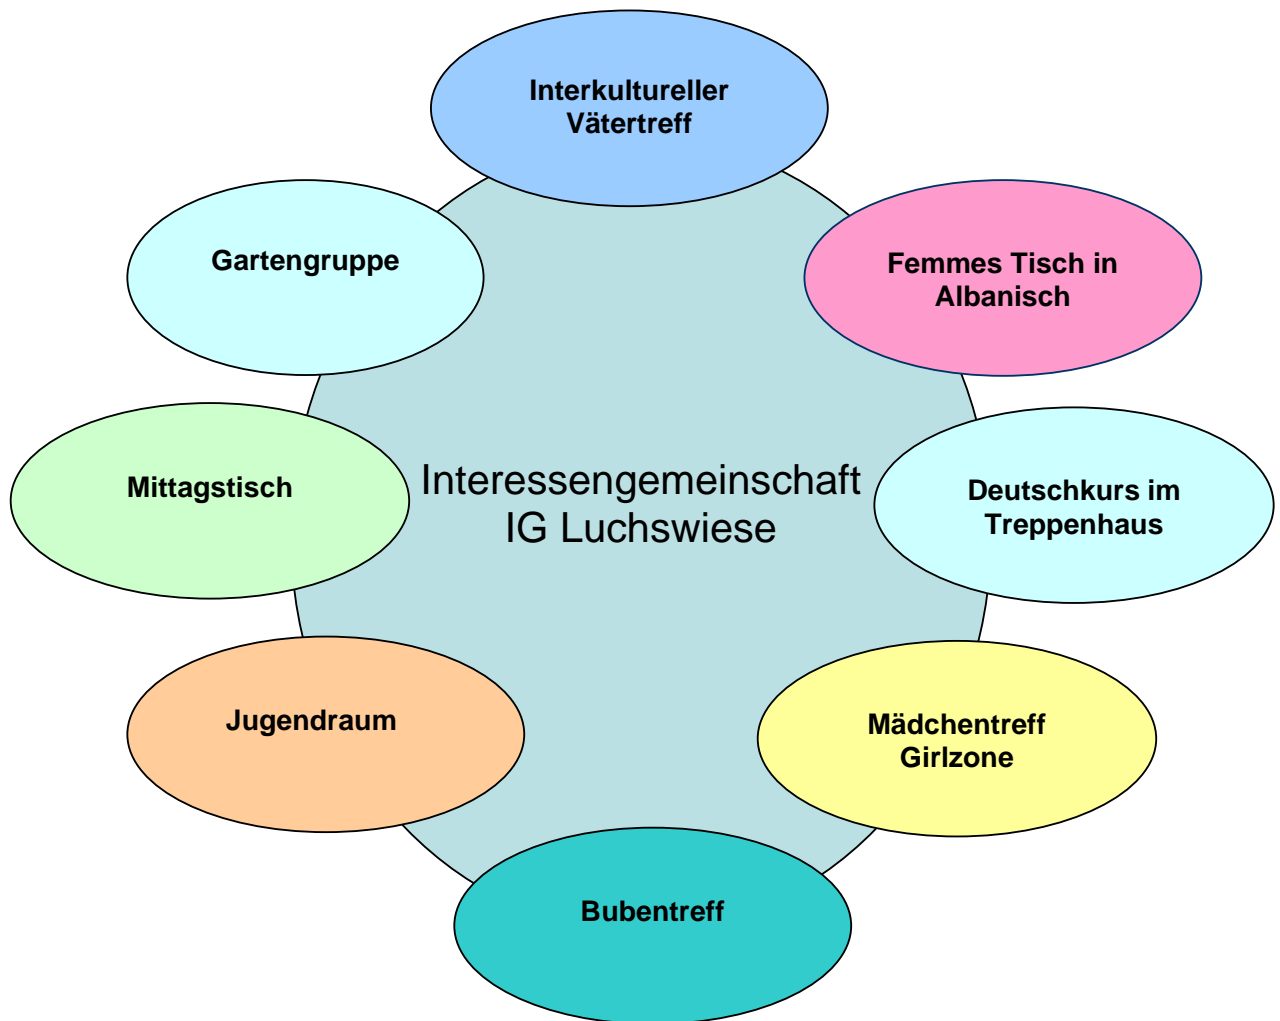 Interkultureller
Vätertreff
Gartengruppe
Femmes Tisch in
Albanisch
Mittagstisch
Interessengemeinschaft
IG Luchswiese
Deutschkurs im
Treppenhaus
Jugendraum
Mädchentreff
Girlzone
Bubentreff